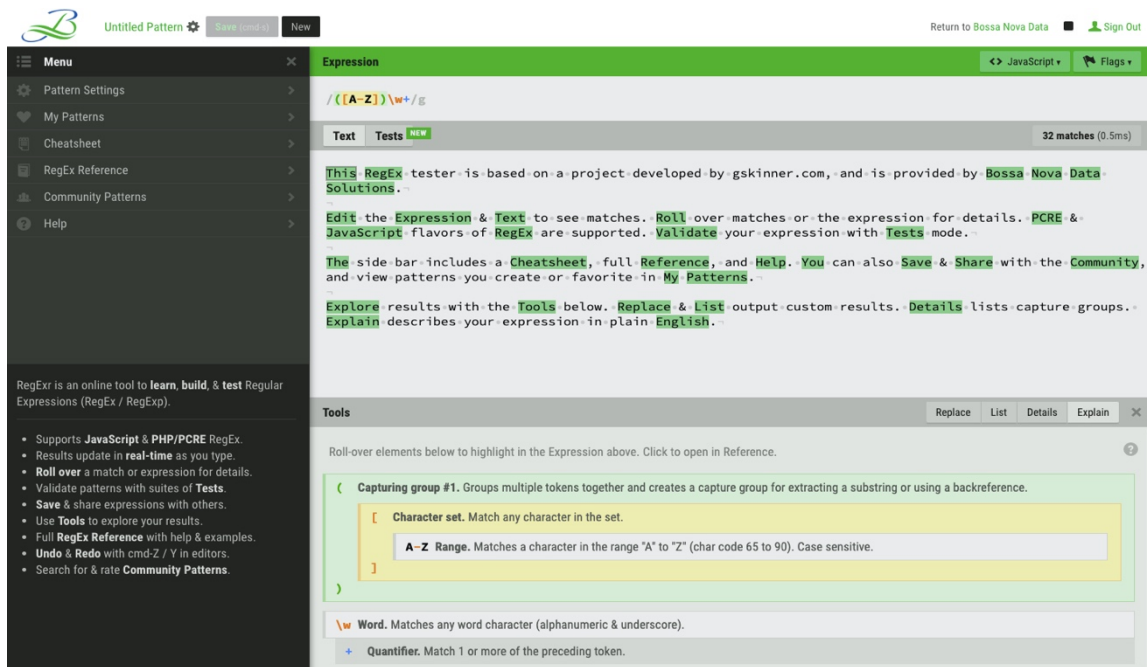 B
Untitled Pattern
Save (cmd-s)
New
Return to Bossa Nova Data
Sign Out
Menu
Pattern Settings
My Patterns
Cheatsheet
RegEx Reference
Community Patterns
Help
RegExr is an online tool to learn, build, & test Regular
Expressions (RegEx / RegExp).
• Supports JavaScript & PHP/PCRE RegEx.
• Results update in real-time as you type.
• Roll over a match or expression for details.
• Validate patterns with suites of Tests.
• Save & share expressions with others.
• Use Tools to explore your results.
• Full RegEx Reference with help & examples.
• Undo & Redo with cmd-Z / Y in editors.
• Search for & rate Community Patterns.
Expression
<> JavaScript
Flags
/([A-Z])\w+/g
Text
Tests NEW
32 matches (0.5ms)
This RegEx tester is based on a project developed by gskinner.com, and is provided by Bossa Nova Data
Solutions.
Edit the Expression & Text to see matches. Roll over matches or the expression for details. PCRE &
JavaScript flavors of RegEx are supported. Validate your expression with Tests mode.
The side bar includes a Cheatsheet, full Reference, and Help. You can also Save & Share with the Community,
and view patterns you create or favorite in My Patterns.
Explore results with the Tools below. Replace & List output custom results. Details lists capture groups.
Explain describes your expression in plain English.
Tools
Replace
List
Details
Explain
Roll-over elements below to highlight in the Expression above. Click to open in Reference.
( Capturing group #1. Groups multiple tokens together and creates a capture group for extracting a substring or using a backreference.
[ Character set. Match any character in the set.
A-Z Range. Matches a character in the range "A" to "Z" (char code 65 to 90). Case sensitive.
]
)
\w Word. Matches any word character (alphanumeric & underscore).
+ Quantifier. Match 1 or more of the preceding token.